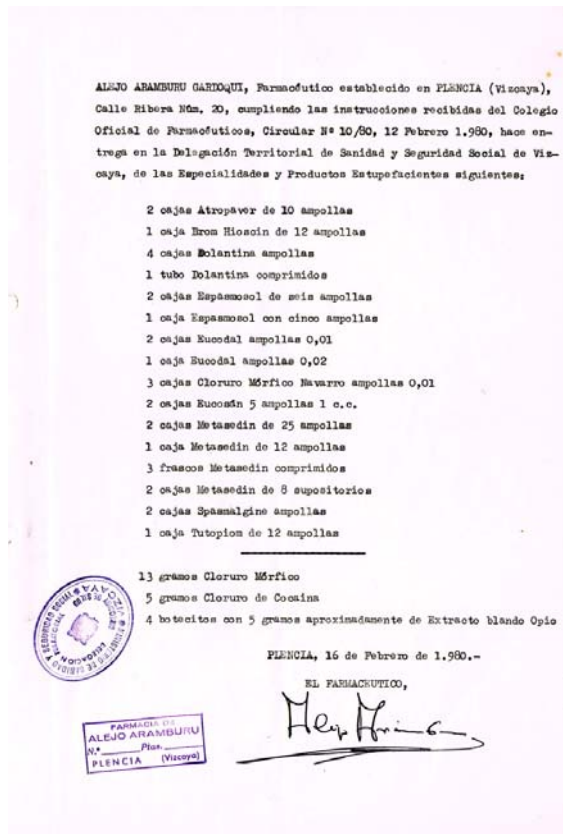 ALEJO ARAMBURU GARDOQUI, Farmacéutico establecido en PLENCIA (Vizcaya),
Calle Ribera Núm. 20, cumpliendo las instrucciones recibidas del Colegio
Oficial de Farmacéuticos, Circular Nº 10/80, 12 Febrero 1.980, hace en-
trega en la Delegación Territorial de Sanidad y Seguridad Social de Viz-
caya, de las Especialidades y Productos Estupefacientes siguientes:
2 cajas Atropaver de 10 ampollas
1 caja Brom Hioscin de 12 ampollas
4 cajas Dolantina ampollas
1 tubo Dolantina comprimidos
2 cajas Espasmosol de seis ampollas
1 caja Espasmosol con cinco ampollas
2 cajas Eucodal ampollas 0,01
1 caja Eucodal ampollas 0,02
3 cajas Cloruro Mórfico Navarro ampollas 0,01
2 cajas Eucosán 5 ampollas 1 c.c.
2 cajas Metasedin de 25 ampollas
1 caja Metasedin de 12 ampollas
3 frascos Metasedin comprimidos
2 cajas Metasedin de 8 supositorios
2 cajas Spasmalgine ampollas
1 caja Tutopiom de 12 ampollas
13 gramos Cloruro Mórfico
5 gramos Cloruro de Cocaina
4 botecitos con 5 gramos aproximadamente de Extracto blando Opio
PLENCIA, 16 de Febrero de 1.980.-
EL FARMACEUTICO,
MINISTERIO DE SANIDAD Y SEGURIDAD SOCIAL
VIZCAYA
FARMACIA DE
ALEJO ARAMBURU
N.º Ptas.
PLENCIA (Vizcaya)